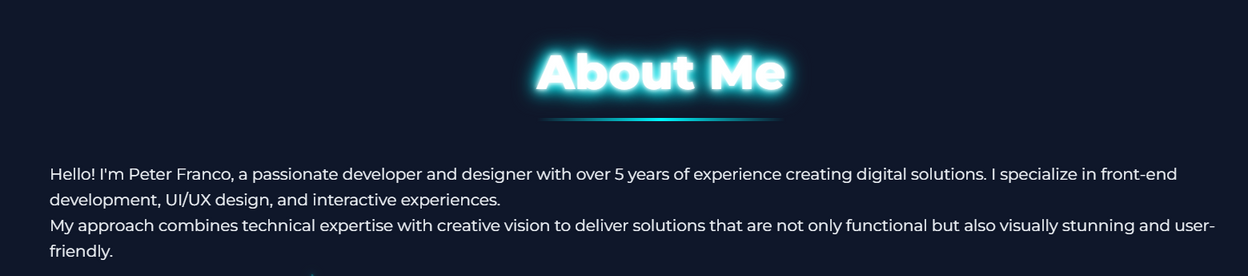 About Me
Hello! I'm Peter Franco, a passionate developer and designer with over 5 years of experience creating digital solutions. I specialize in front-end
development, UI/UX design, and interactive experiences.
My approach combines technical expertise with creative vision to deliver solutions that are not only functional but also visually stunning and user-
friendly.